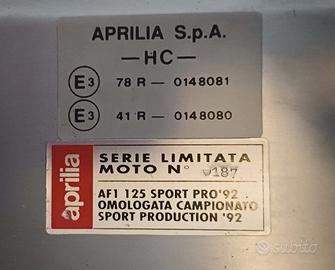 APRILIA S.p.A.
—HC—
E3 78 R — 0148081
E3 41 R — 0148080
aprilia
SERIE LIMITATA
MOTO N° 0187
AF1 125 SPORT PRO'92
OMOLOGATA CAMPIONATO
SPORT PRODUCTION '92
subito